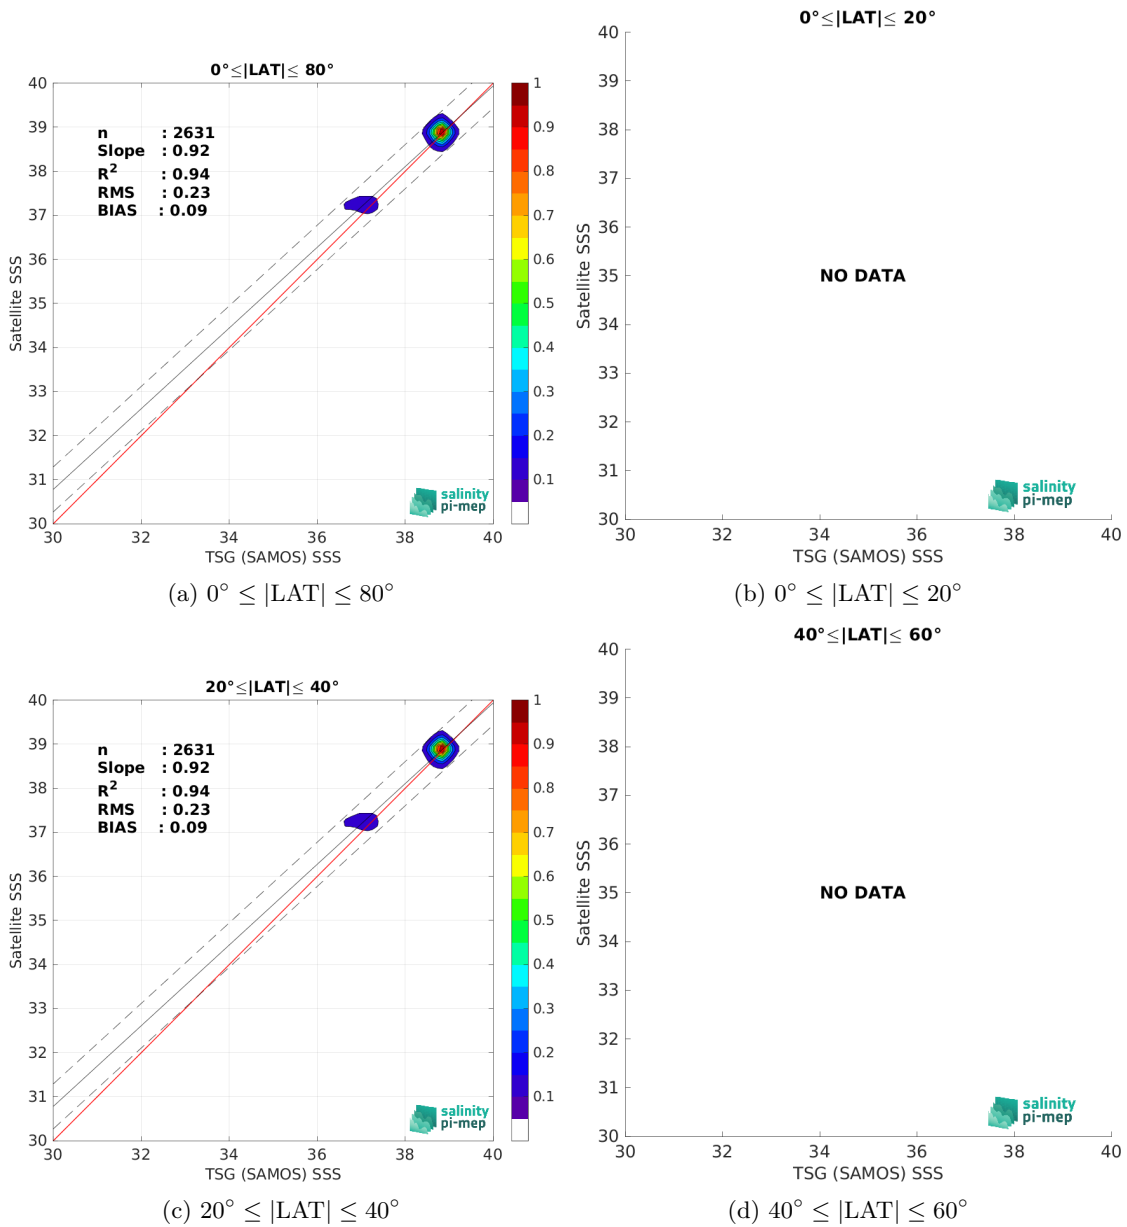 0°≤|LAT|≤ 80°
40
39
38
37
36
35
34
33
32
31
30
30 32 34 36 38 40
Satellite SSS
TSG (SAMOS) SSS
n : 2631
Slope : 0.92
R² : 0.94
RMS : 0.23
BIAS : 0.09
1
0.9
0.8
0.7
0.6
0.5
0.4
0.3
0.2
0.1
salinity
pi-mep
(a) 0° ≤ |LAT| ≤ 80°
0°≤|LAT|≤ 20°
40
39
38
37
36
35
34
33
32
31
30
30 32 34 36 38 40
Satellite SSS
TSG (SAMOS) SSS
NO DATA
salinity
pi-mep
(b) 0° ≤ |LAT| ≤ 20°
20°≤|LAT|≤ 40°
40
39
38
37
36
35
34
33
32
31
30
30 32 34 36 38 40
Satellite SSS
TSG (SAMOS) SSS
n : 2631
Slope : 0.92
R² : 0.94
RMS : 0.23
BIAS : 0.09
1
0.9
0.8
0.7
0.6
0.5
0.4
0.3
0.2
0.1
salinity
pi-mep
(c) 20° ≤ |LAT| ≤ 40°
40°≤|LAT|≤ 60°
40
39
38
37
36
35
34
33
32
31
30
30 32 34 36 38 40
Satellite SSS
TSG (SAMOS) SSS
NO DATA
salinity
pi-mep
(d) 40° ≤ |LAT| ≤ 60°